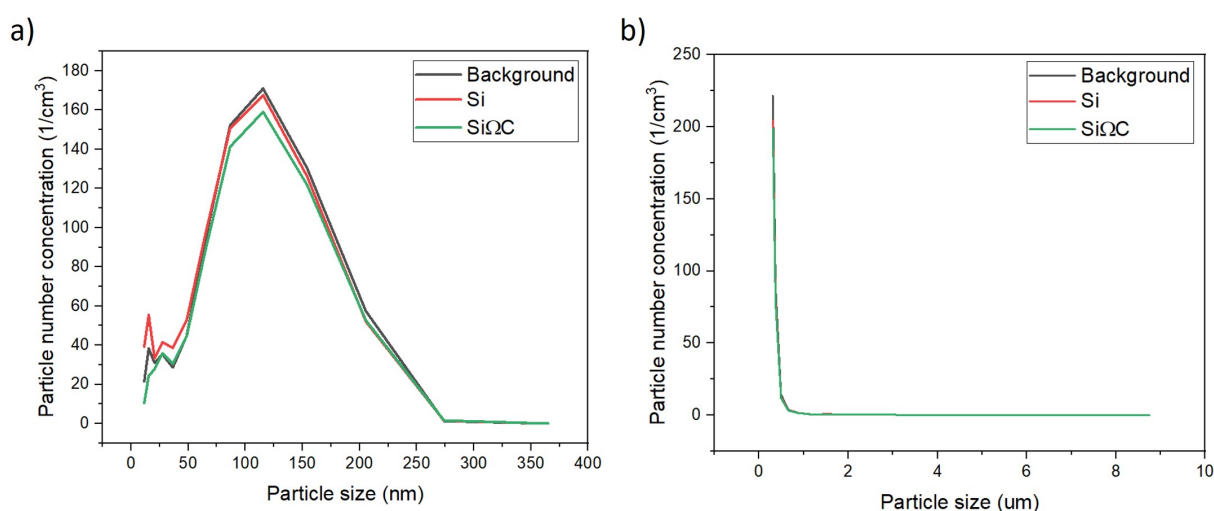 a)
Particle number concentration (1/cm³)
180
160
140
120
100
80
60
40
20
0
Background
Si
SiΩC
0
50
100
150
200
250
300
350
400
Particle size (nm)
b)
Particle number concentration (1/cm³)
250
200
150
100
50
0
Background
Si
SiΩC
0
2
4
6
8
10
Particle size (um)